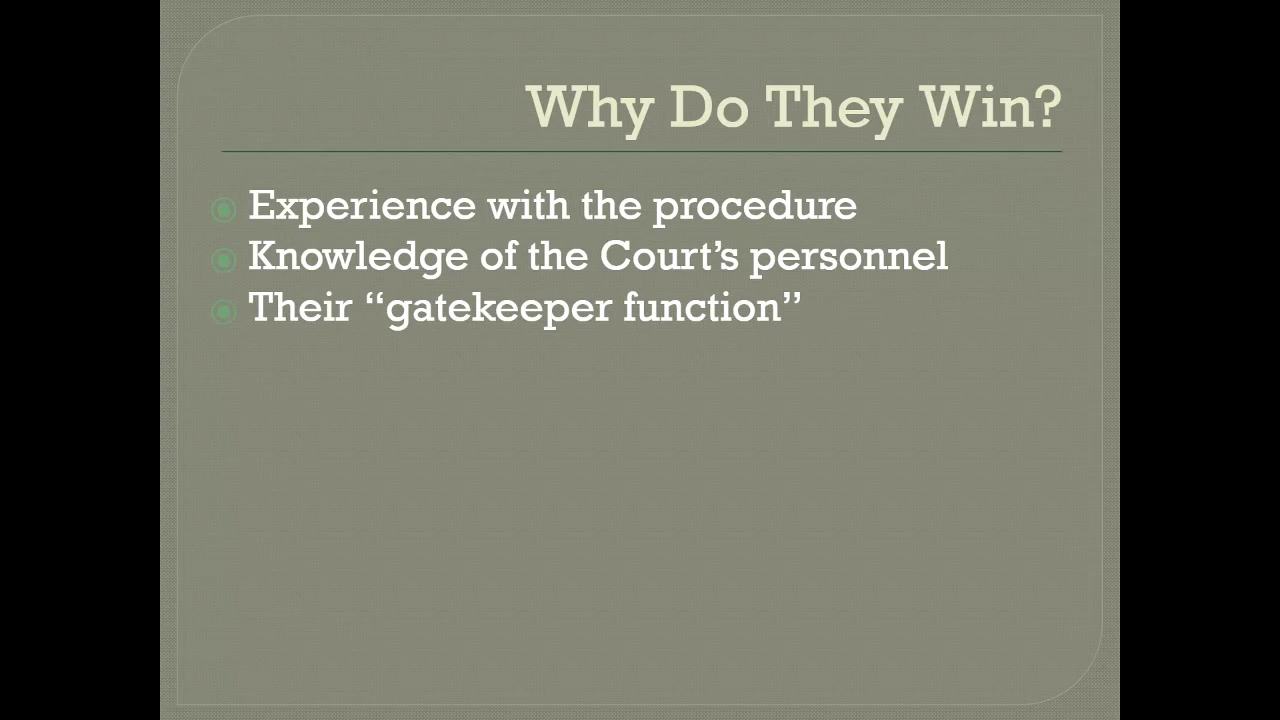 Why Do They Win?
Experience with the procedure
Knowledge of the Court’s personnel
Their “gatekeeper function”